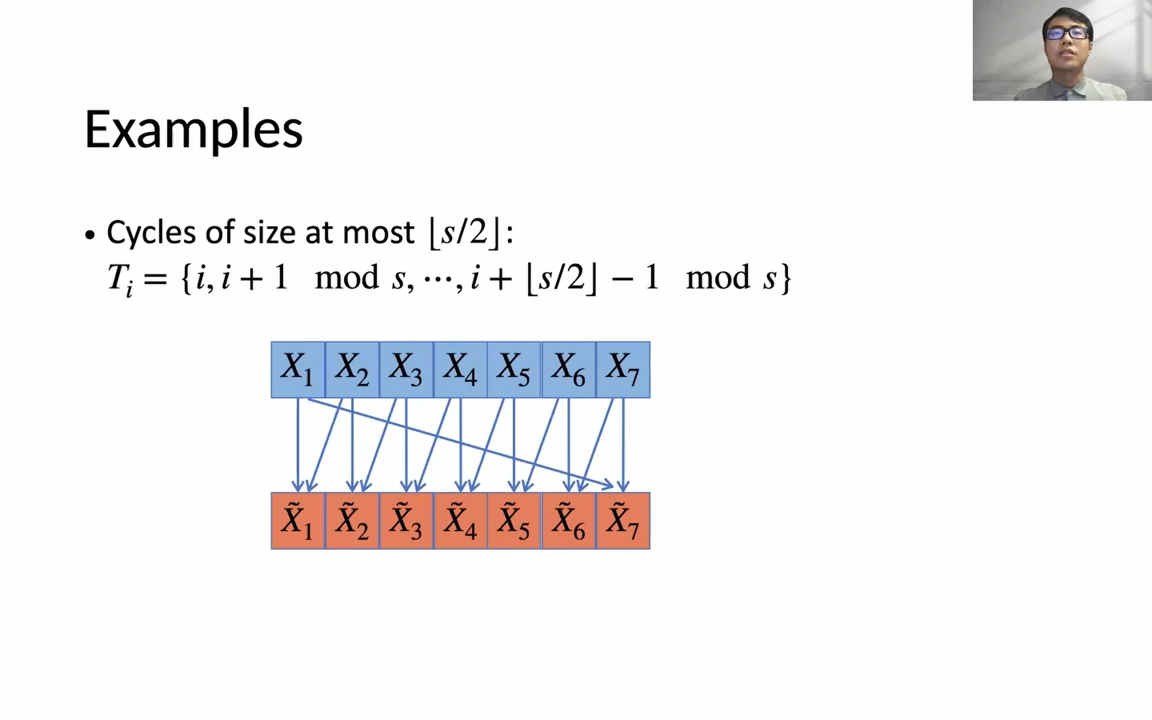 Examples
• Cycles of size at most ⌊s/2⌋:
Tᵢ = {i, i + 1 mod s, ⋯, i + ⌊s/2⌋ − 1 mod s}
X₁ X₂ X₃ X₄ X₅ X₆ X₇
X̃₁ X̃₂ X̃₃ X̃₄ X̃₅ X̃₆ X̃₇